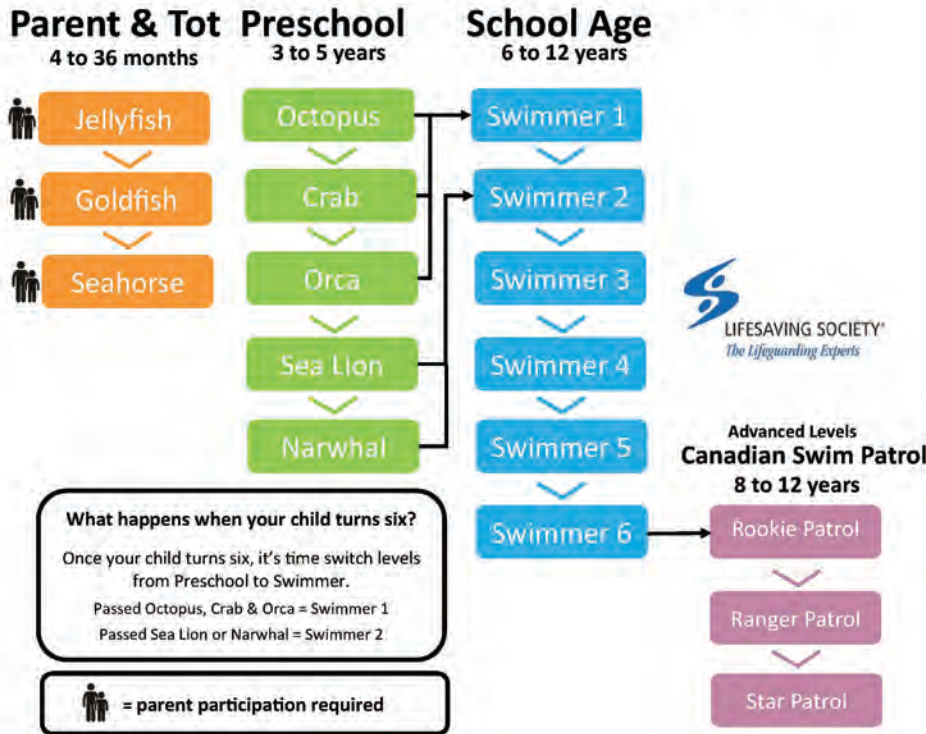 Parent & Tot
4 to 36 months
Jellyfish
Goldfish
Seahorse
Preschool
3 to 5 years
Octopus
Crab
Orca
Sea Lion
Narwhal
School Age
6 to 12 years
Swimmer 1
Swimmer 2
Swimmer 3
Swimmer 4
Swimmer 5
Swimmer 6
LIFESAVING SOCIETY®
The Lifeguarding Experts
Advanced Levels
Canadian Swim Patrol
8 to 12 years
Rookie Patrol
Ranger Patrol
Star Patrol
What happens when your child turns six?
Once your child turns six, it's time switch levels
from Preschool to Swimmer.
Passed Octopus, Crab & Orca = Swimmer 1
Passed Sea Lion or Narwhal = Swimmer 2
= parent participation required